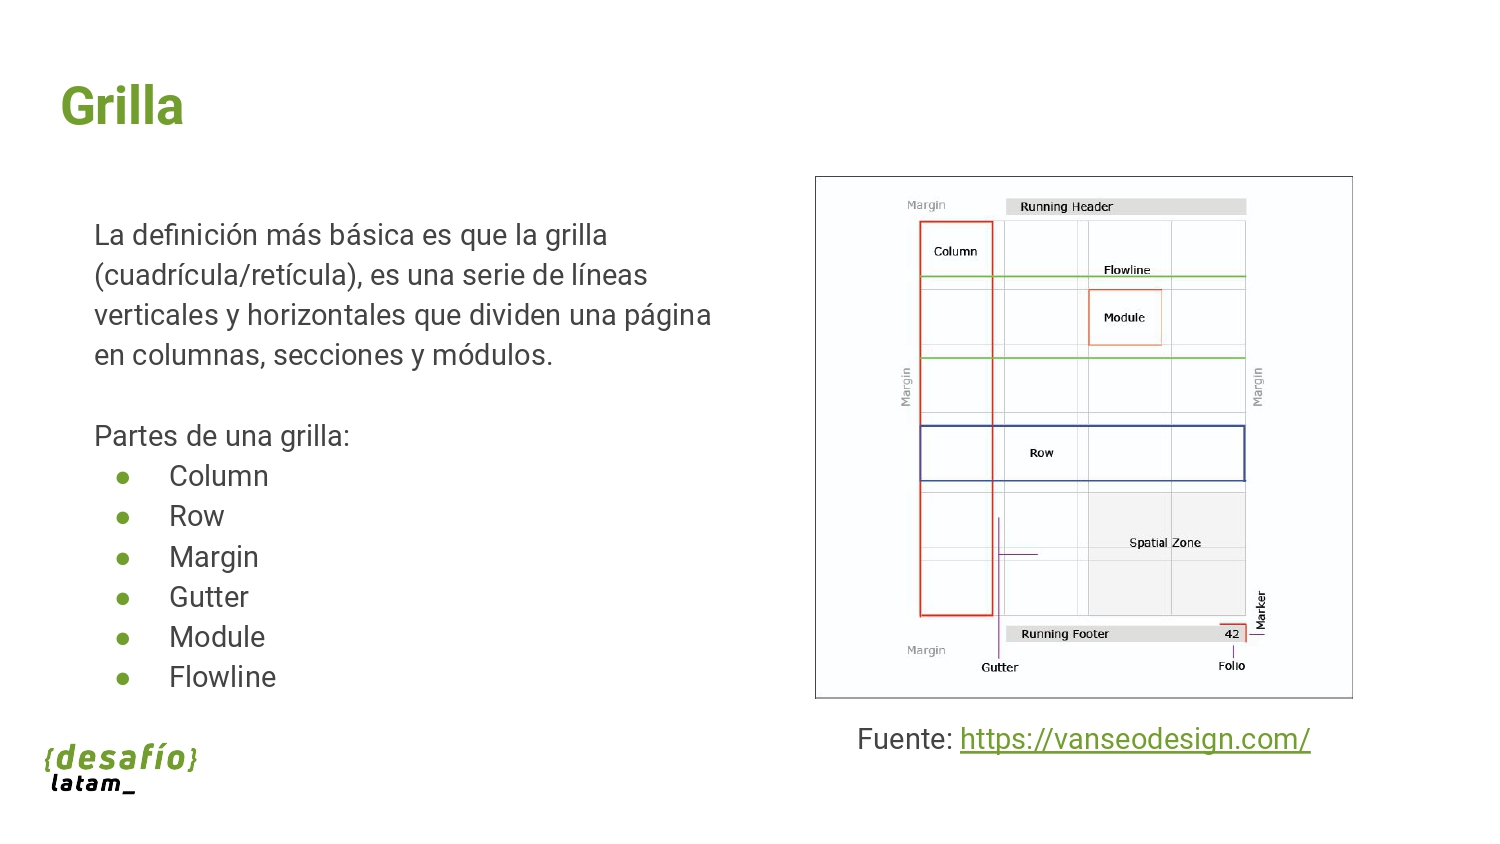 Grilla
La definición más básica es que la grilla
(cuadrícula/retícula), es una serie de líneas
verticales y horizontales que dividen una página
en columnas, secciones y módulos.
Partes de una grilla:
● Column
● Row
● Margin
● Gutter
● Module
● Flowline
Margin
Running Header
Column
Flowline
Module
Margin
Margin
Row
Spatial Zone
Marker
Running Footer
42
Margin
Gutter
Folio
Fuente: https://vanseodesign.com/
{desafío}
latam_